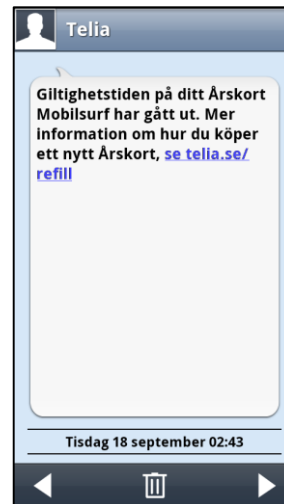 Telia
Giltighetstiden på ditt Årskort
Mobilsurf har gått ut. Mer
information om hur du köper
ett nytt Årskort, se telia.se/
refill
Tisdag 18 september 02:43